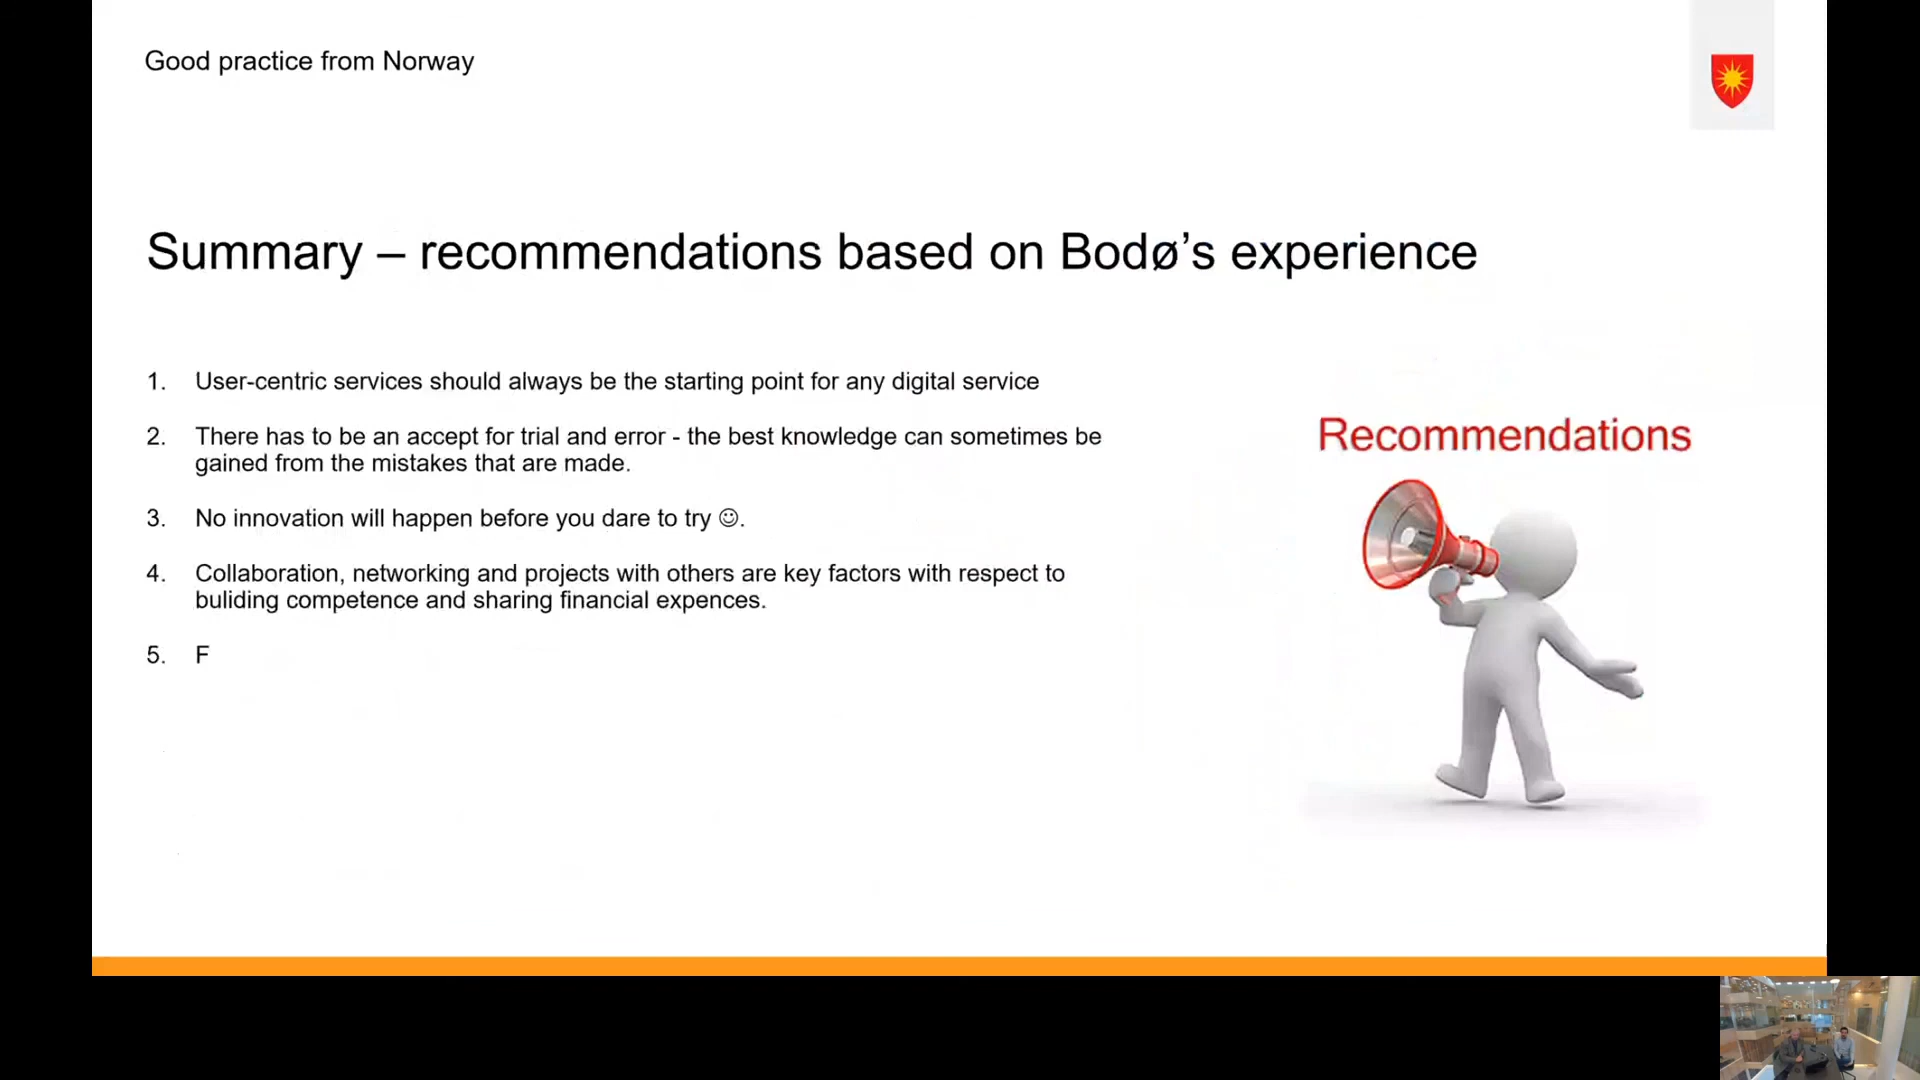 Good practice from Norway
Summary – recommendations based on Bodø’s experience
1. User-centric services should always be the starting point for any digital service
2. There has to be an accept for trial and error - the best knowledge can sometimes be
gained from the mistakes that are made.
3. No innovation will happen before you dare to try ☺.
4. Collaboration, networking and projects with others are key factors with respect to
buliding competence and sharing financial expences.
5. F
Recommendations